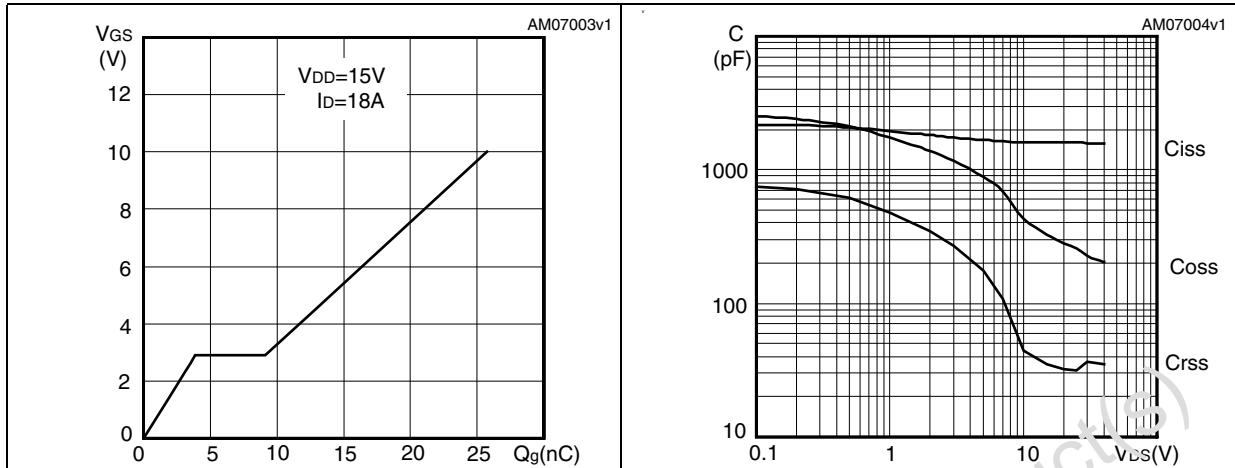 AM07003v1
VGS
(V)
VDD=15V
ID=18A
12
10
8
6
4
2
0
0 5 10 15 20 25 Qg(nC)
AM07004v1
C
(pF)
1000
100
10
0.1 1 10 VDS(V)
Ciss
Coss
Crss
uct(s)